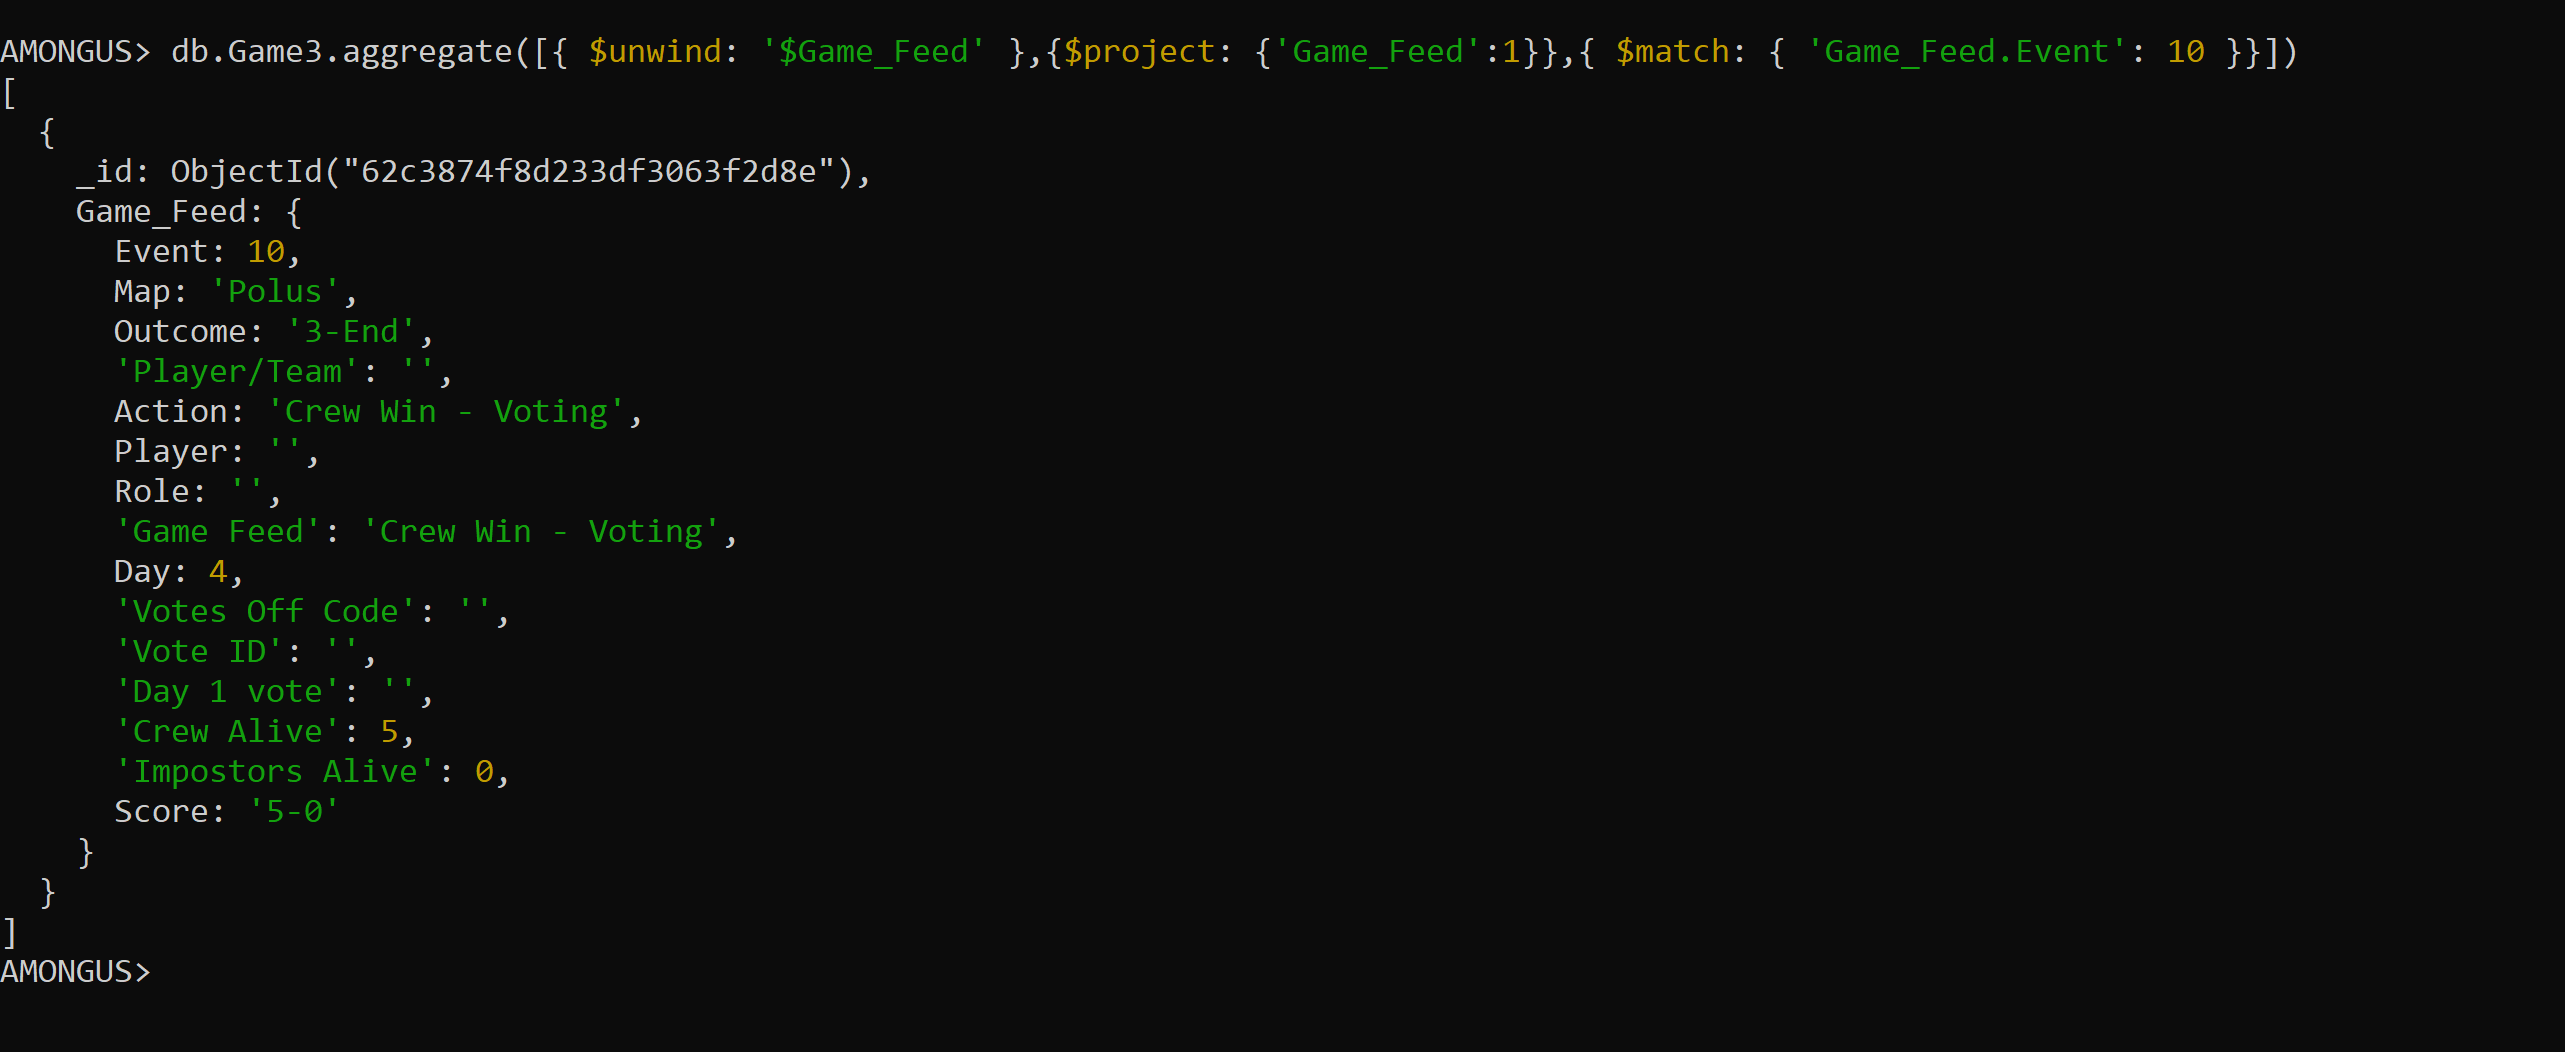 AMONGUS> db.Game3.aggregate([{ $unwind: '$Game_Feed' },{$project: {'Game_Feed':1}},{ $match: { 'Game_Feed.Event': 10 }}])
[
  {
    _id: ObjectId("62c3874f8d233df3063f2d8e"),
    Game_Feed: {
      Event: 10,
      Map: 'Polus',
      Outcome: '3-End',
      'Player/Team': '',
      Action: 'Crew Win - Voting',
      Player: '',
      Role: '',
      'Game Feed': 'Crew Win - Voting',
      Day: 4,
      'Votes Off Code': '',
      'Vote ID': '',
      'Day 1 vote': '',
      'Crew Alive': 5,
      'Impostors Alive': 0,
      Score: '5-0'
    }
  }
]
AMONGUS>